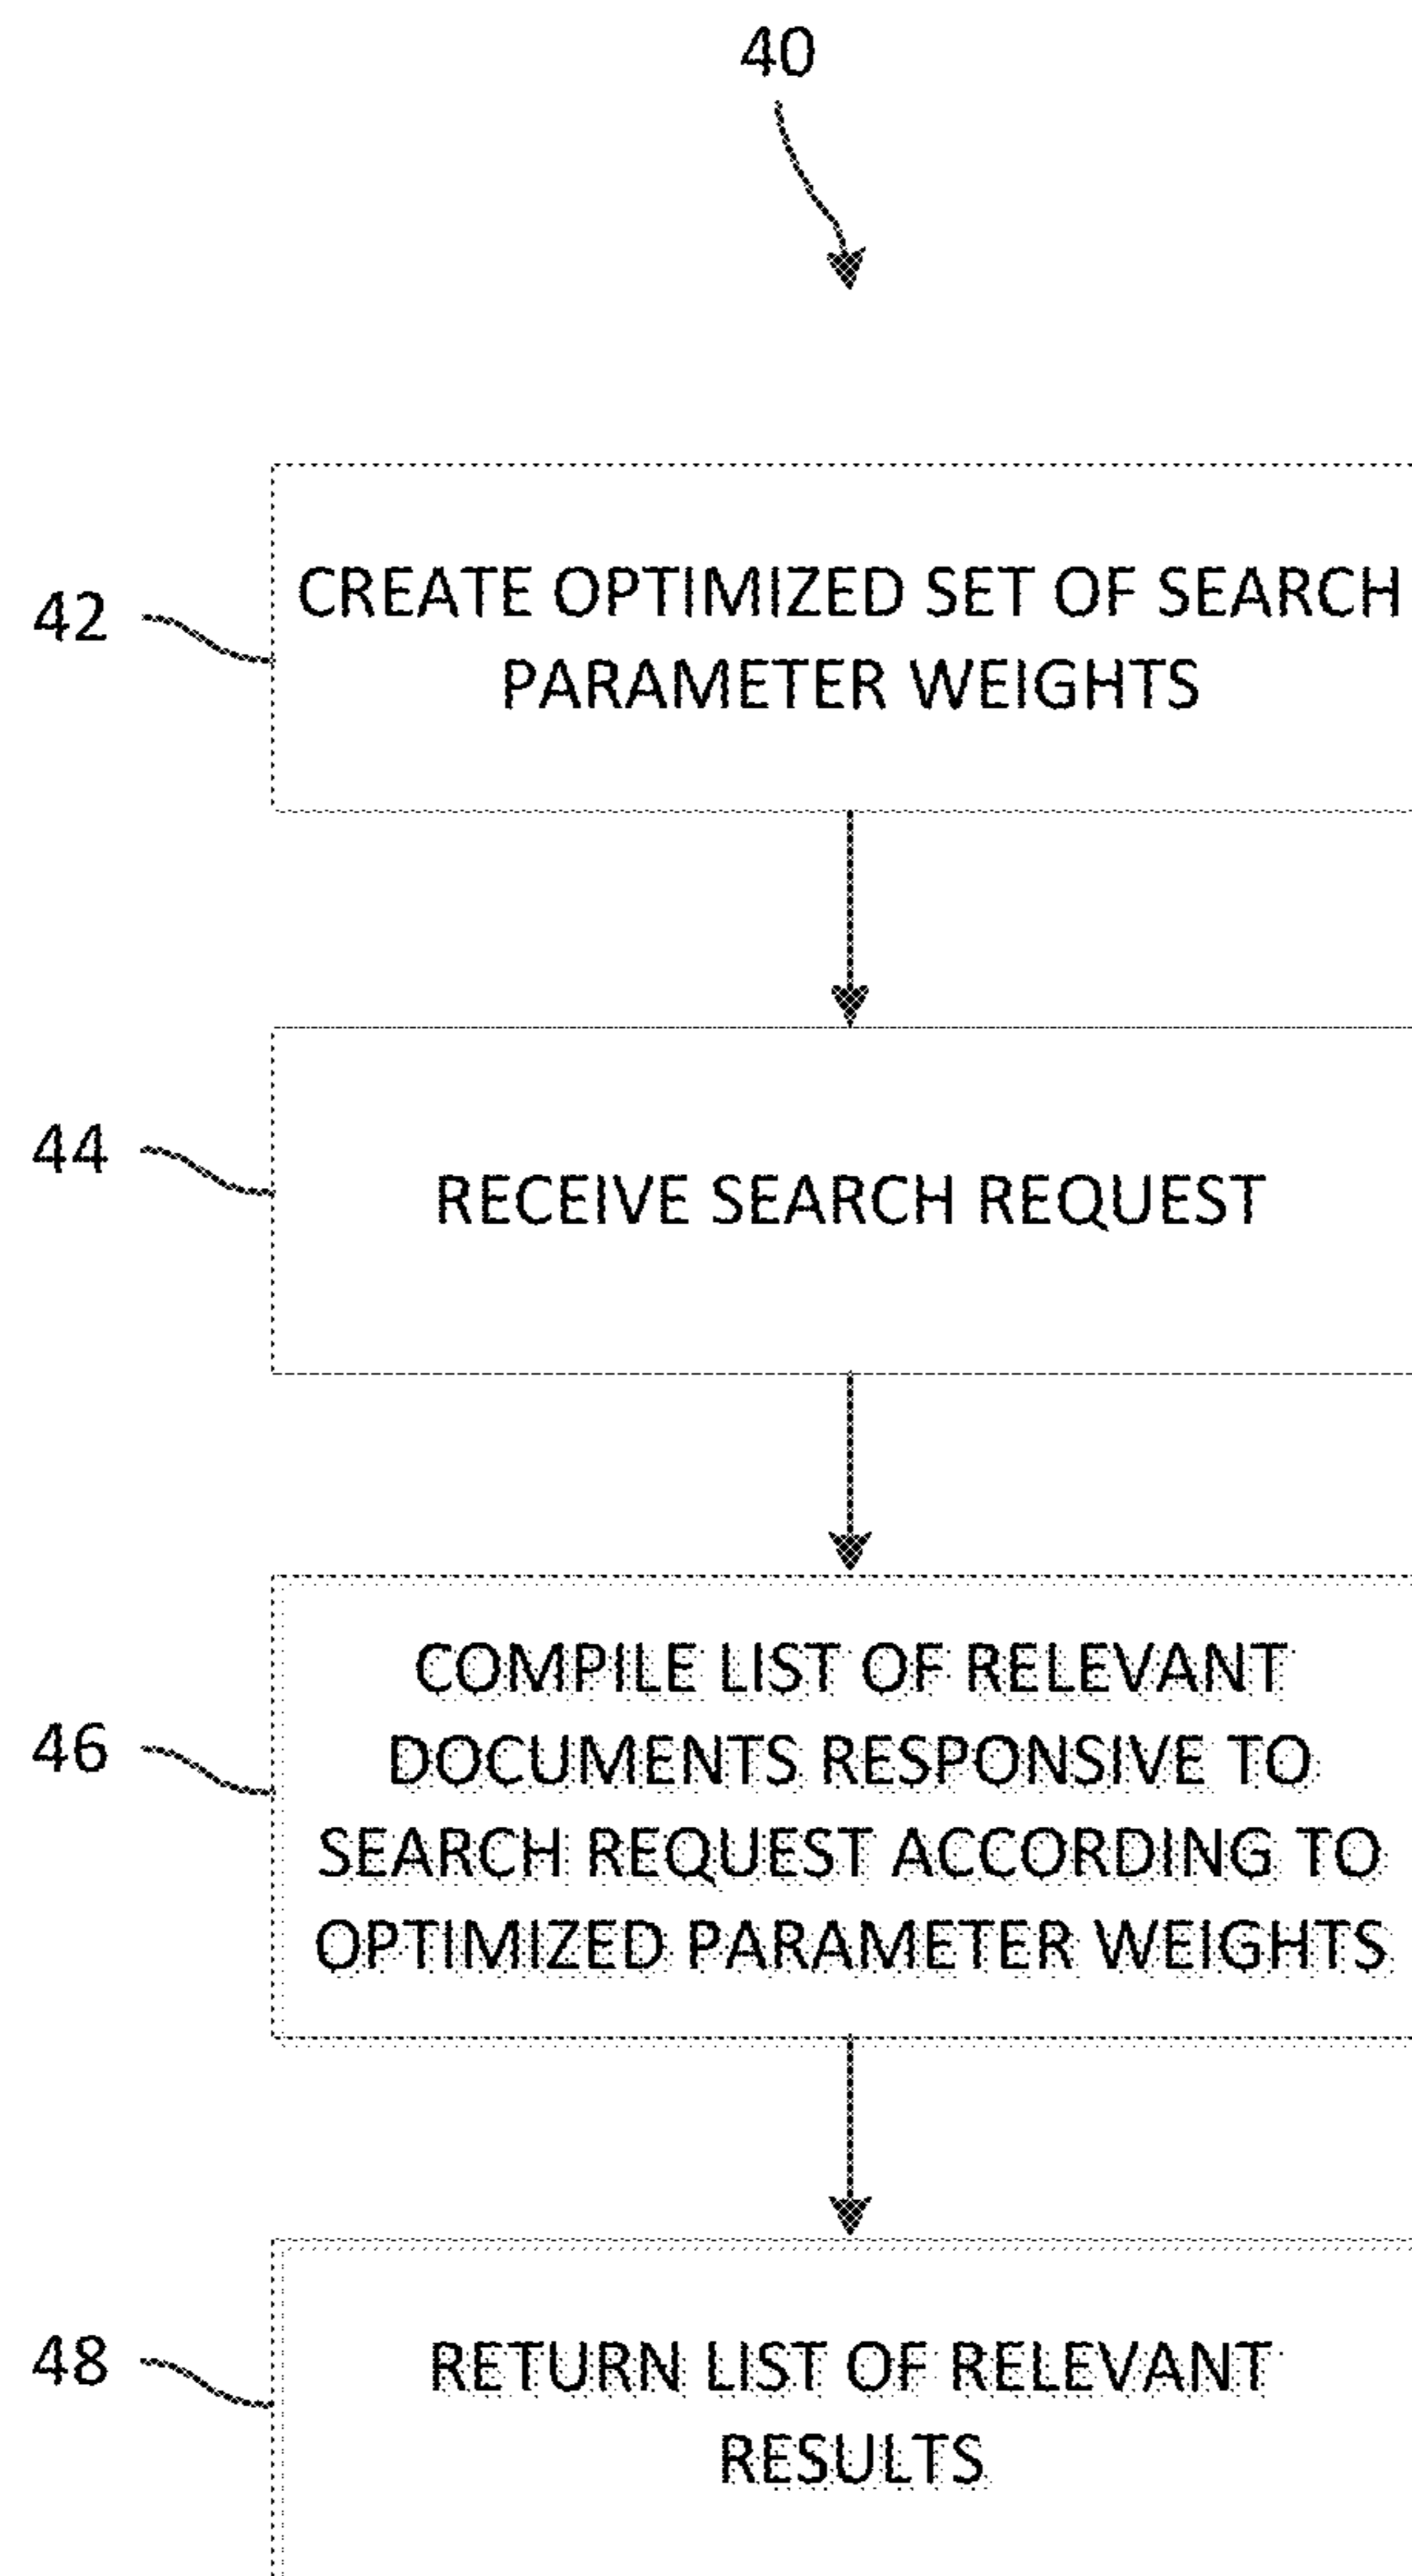 40
42
CREATE OPTIMIZED SET OF SEARCH
PARAMETER WEIGHTS
44
RECEIVE SEARCH REQUEST
46
COMPILE LIST OF RELEVANT
DOCUMENTS RESPONSIVE TO
SEARCH REQUEST ACCORDING TO
OPTIMIZED PARAMETER WEIGHTS
48
RETURN LIST OF RELEVANT
RESULTS